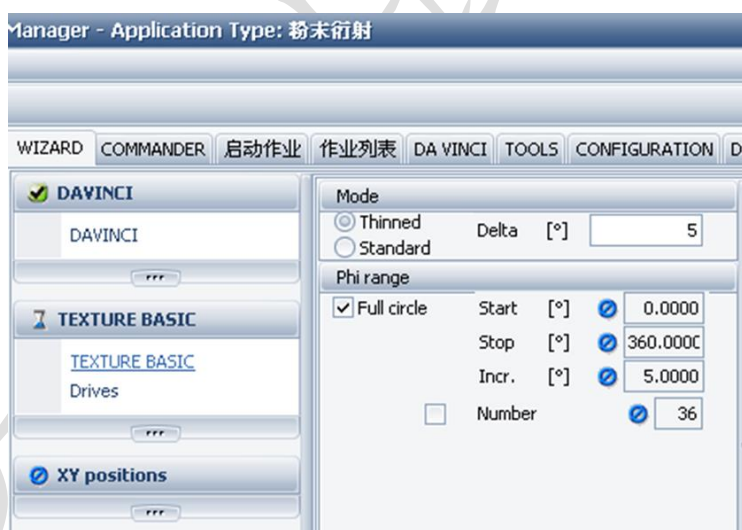 Manager - Application Type: 粉末衍射
WIZARD COMMANDER 启动作业 作业列表 DA VINCI TOOLS CONFIGURATION D
DAVINCI
DAVINCI
TEXTURE BASIC
TEXTURE BASIC
Drives
XY positions
Mode
Thinned Delta [°] 5
Standard
Phi range
Full circle Start [°] 0.0000
Stop [°] 360.000
Incr. [°] 5.0000
Number 36